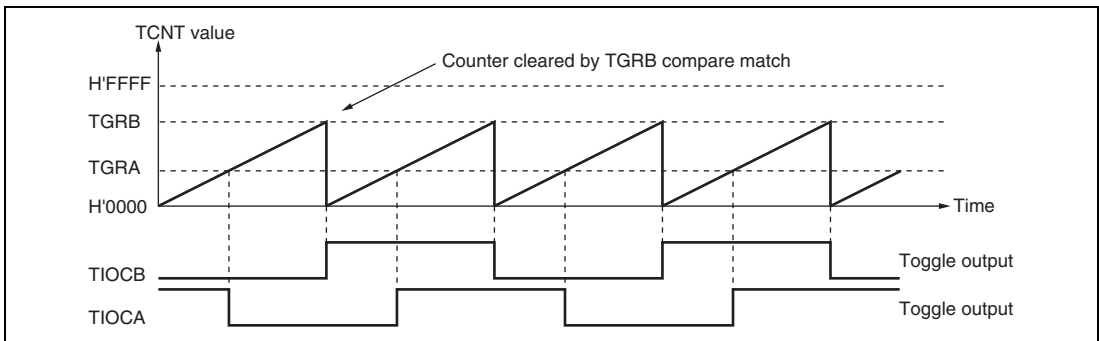 TCNT value
Counter cleared by TGRB compare match
H'FFFF
TGRB
TGRA
H'0000
Time
TIOCB
Toggle output
TIOCA
Toggle output